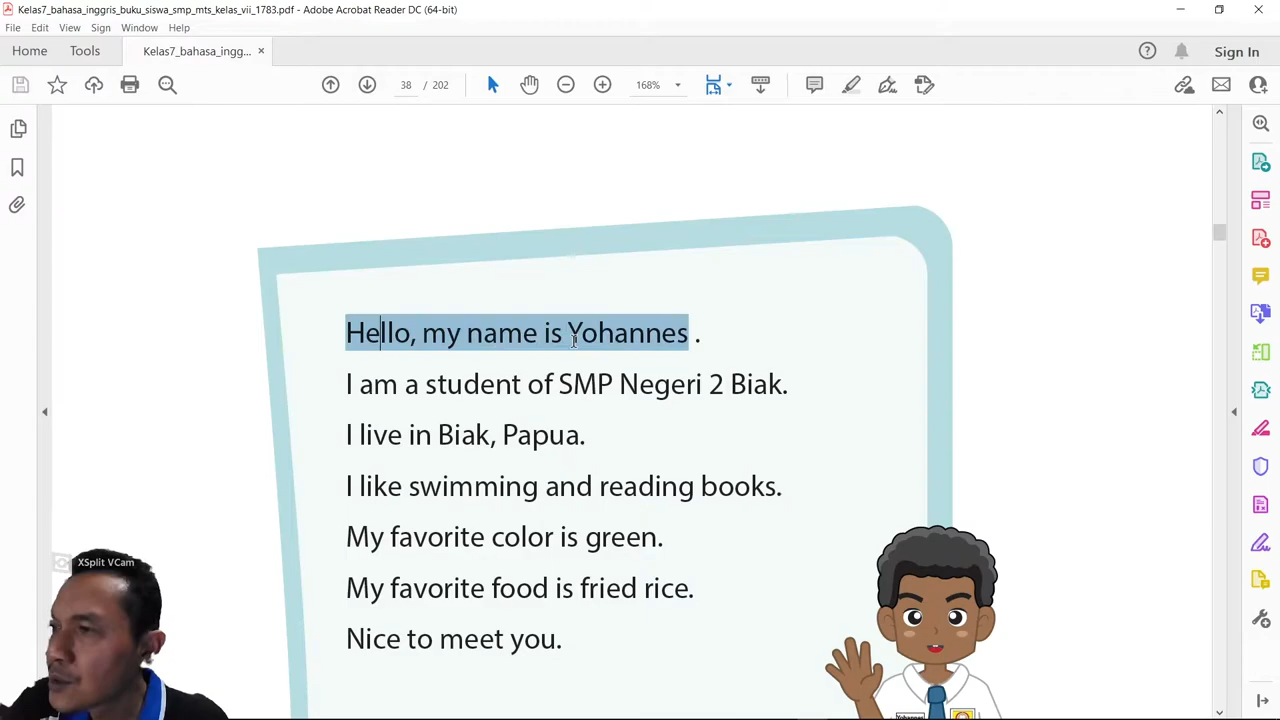 Kelas7_bahasa_inggris_buku_siswa_smp_mts_kelas_vii_1783.pdf - Adobe Acrobat Reader DC (64-bit)
File Edit View Sign Window Help
Home Tools Kelas7_bahasa_ingg... × Sign In
38 / 202 168%
Hello, my name is Yohannes .
I am a student of SMP Negeri 2 Biak.
I live in Biak, Papua.
I like swimming and reading books.
My favorite color is green.
My favorite food is fried rice.
Nice to meet you.
XSplit VCam
Yohannes